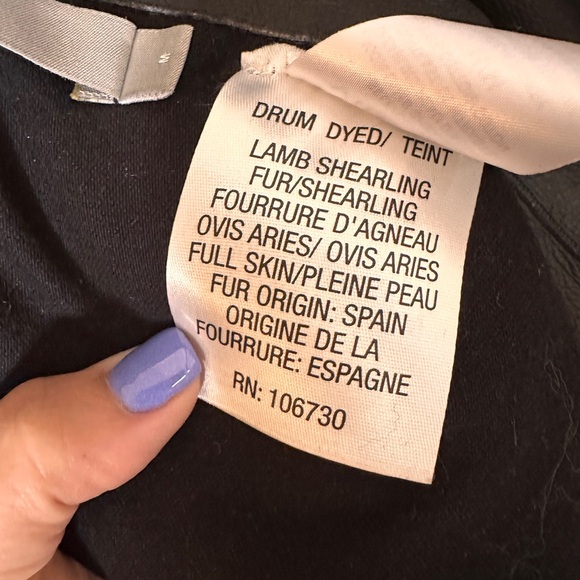 M
DRUM DYED/ TEINT
LAMB SHEARLING
FUR/SHEARLING
FOURRURE D'AGNEAU
OVIS ARIES/ OVIS ARIES
FULL SKIN/PLEINE PEAU
FUR ORIGIN: SPAIN
ORIGINE DE LA
FOURRURE: ESPAGNE
RN: 106730